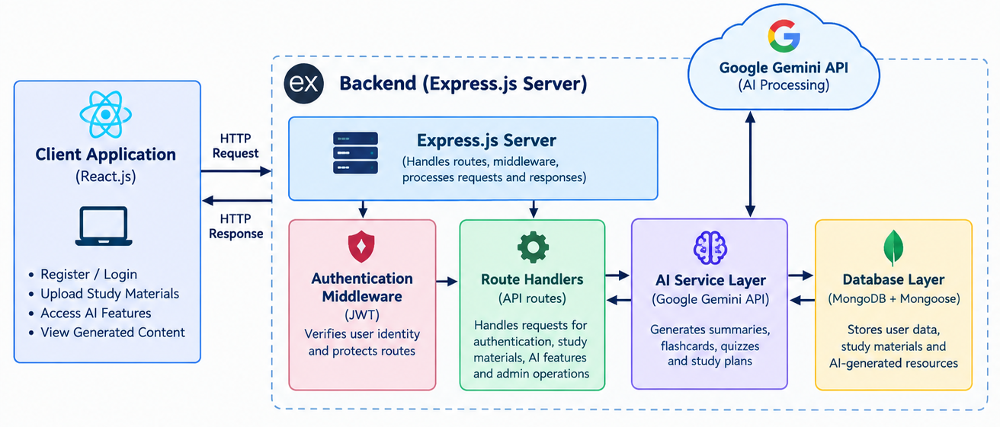 Google Gemini API
(AI Processing)
ex
Backend (Express.js Server)
Client Application
(React.js)
• Register / Login
• Upload Study Materials
• Access AI Features
• View Generated Content
HTTP
Request
HTTP
Response
Express.js Server
(Handles routes, middleware,
processes requests and responses)
Authentication
Middleware
(JWT)
Verifies user identity
and protects routes
Route Handlers
(API routes)
Handles requests for
authentication, study
materials, AI features
and admin operations
AI Service Layer
(Google Gemini API)
Generates summaries,
flashcards, quizzes
and study plans
Database Layer
(MongoDB + Mongoose)
Stores user data,
study materials and
AI-generated resources